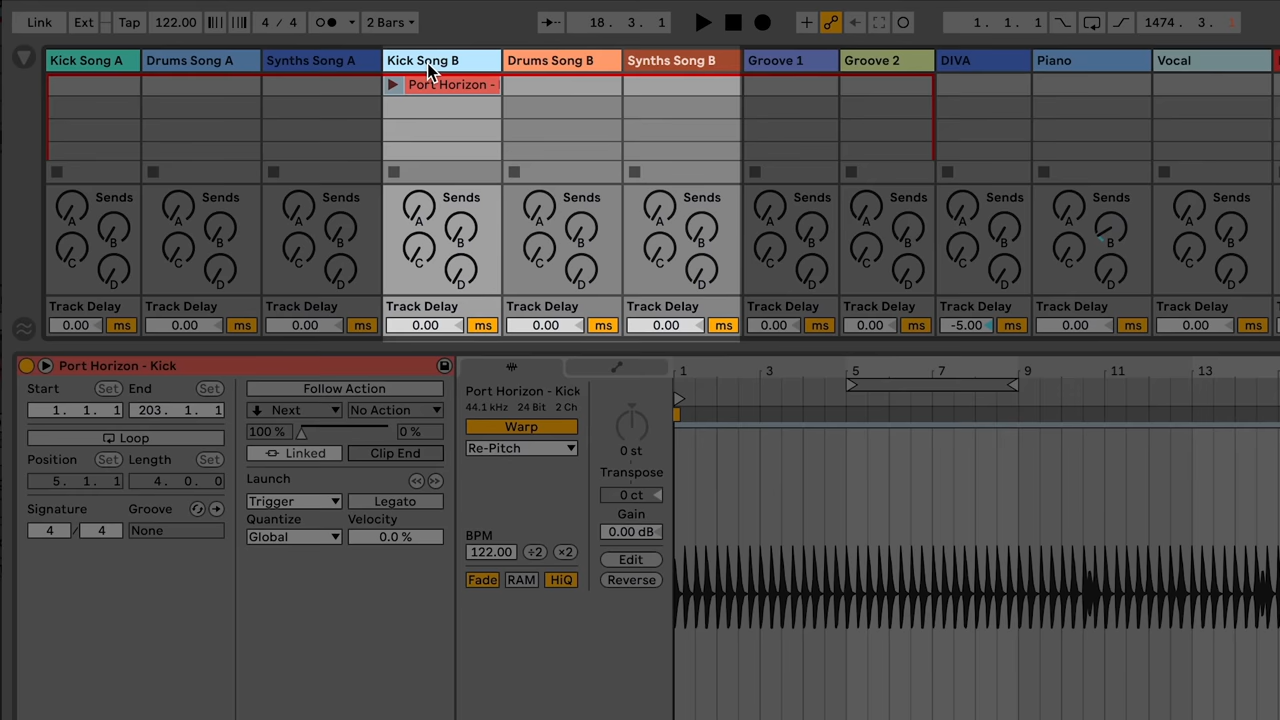 Link Ext Tap 122.00 4 / 4 2 Bars 18. 3. 1 1. 1. 1 1474. 3. 1
Kick Song A Drums Song A Synths Song A Kick Song B Drums Song B Synths Song B Groove 1 Groove 2 DIVA Piano Vocal
Port Horizon -
Sends Sends Sends Sends Sends Sends Sends Sends Sends Sends Sends
A A A A A A A A A A A
B B B B B B B B B B B
C C C C C C C C C C C
D D D D D D D D D D D
Track Delay Track Delay Track Delay Track Delay Track Delay Track Delay Track Delay Track Delay Track Delay Track Delay Track Delay
0.00 ms 0.00 ms 0.00 ms 0.00 ms 0.00 ms 0.00 ms 0.00 ms 0.00 ms -5.00 ms 0.00 ms 0.00 ms
Port Horizon - Kick
Start Set End Set
1. 1. 1 203. 1. 1
Loop
Position Set Length Set
5. 1. 1 4. 0. 0
Signature Groove
4 / 4 None
Follow Action
Next No Action
100 % 0 %
Linked Clip End
Launch
Trigger Legato
Quantize Velocity
Global 0.0 %
Port Horizon - Kick
44.1 kHz 24 Bit 2 Ch
Warp
Re-Pitch
BPM
122.00 ÷2 ×2
Fade RAM HiQ
0 st
Transpose
0 ct
Gain
0.00 dB
Edit
Reverse
1 3 5 7 9 11 13